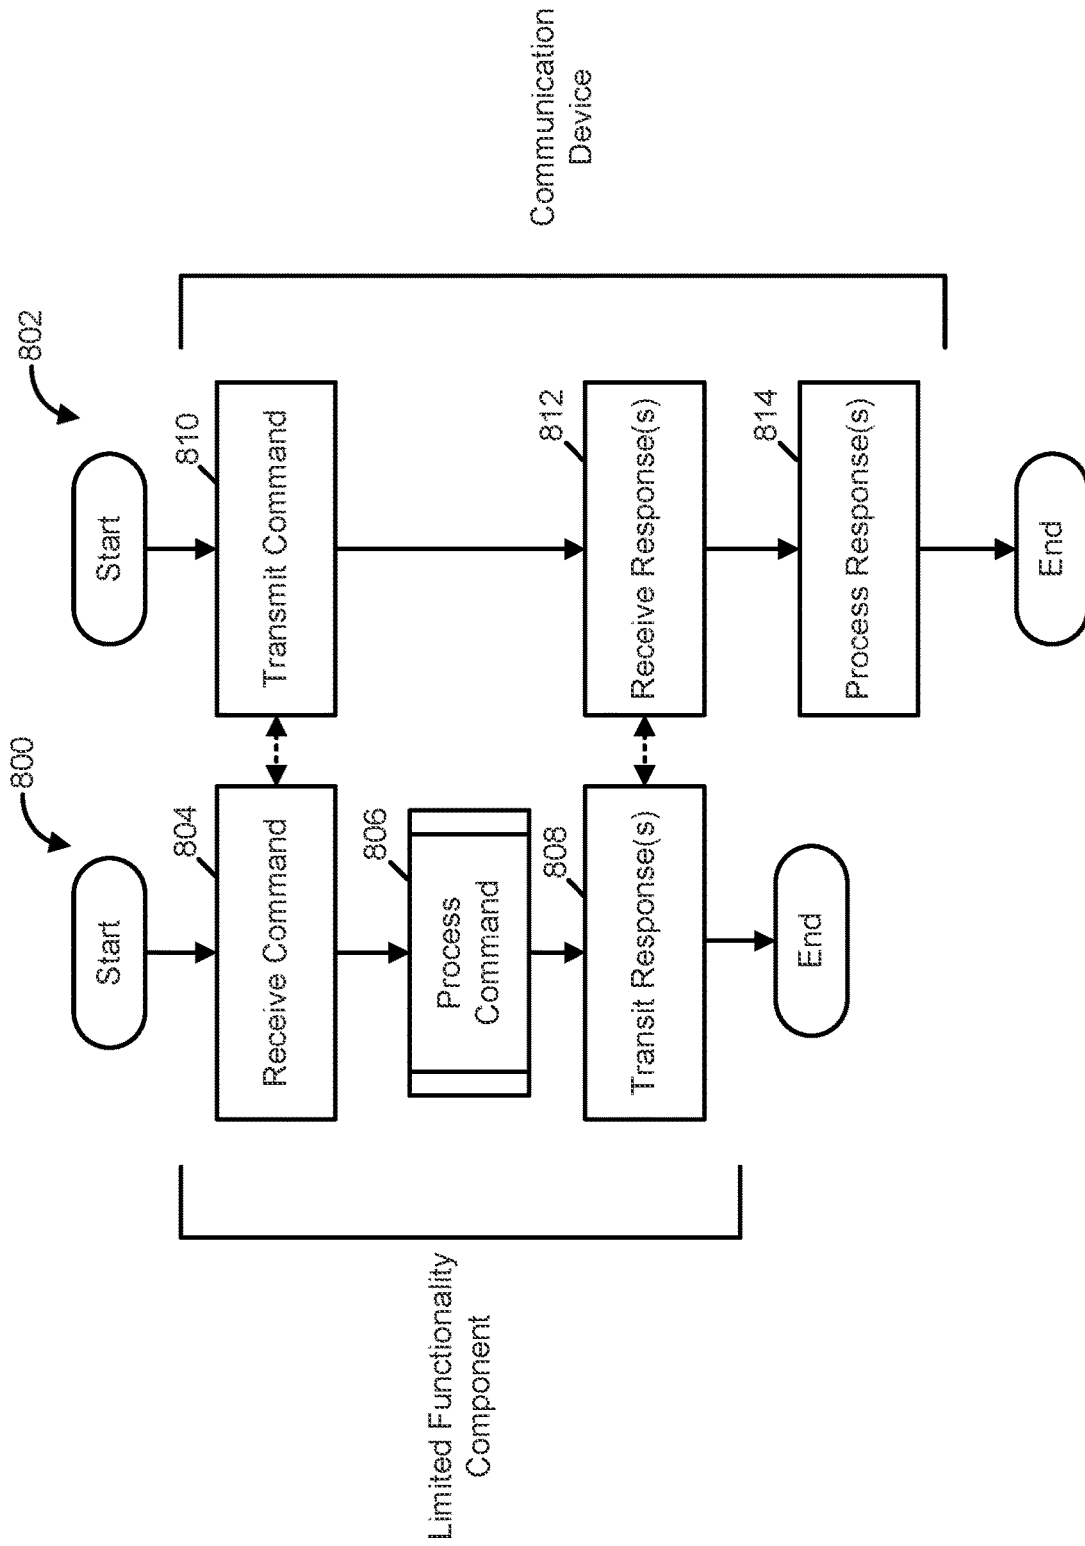 800
Start
804
Receive Command
806
Process
Command
808
Transit Response(s)
End
Limited Functionality
Component
802
Start
810
Transmit Command
812
Receive Response(s)
814
Process Response(s)
End
Communication
Device